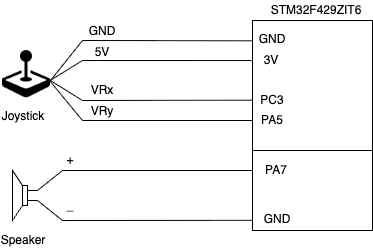 STM32F429ZIT6
GND GND
5V 3V
VRx PC3
VRy PA5
Joystick
+ PA7
– GND
Speaker